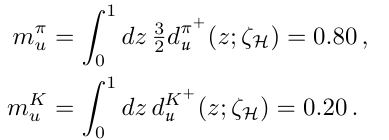 m_u^π = ∫_0^1 dz 3/2 d_𝔲^{π^+}(z; ζ_ℋ) = 0.80 ,
m_u^K = ∫_0^1 dz d_𝔲^{K^+}(z; ζ_ℋ) = 0.20 .